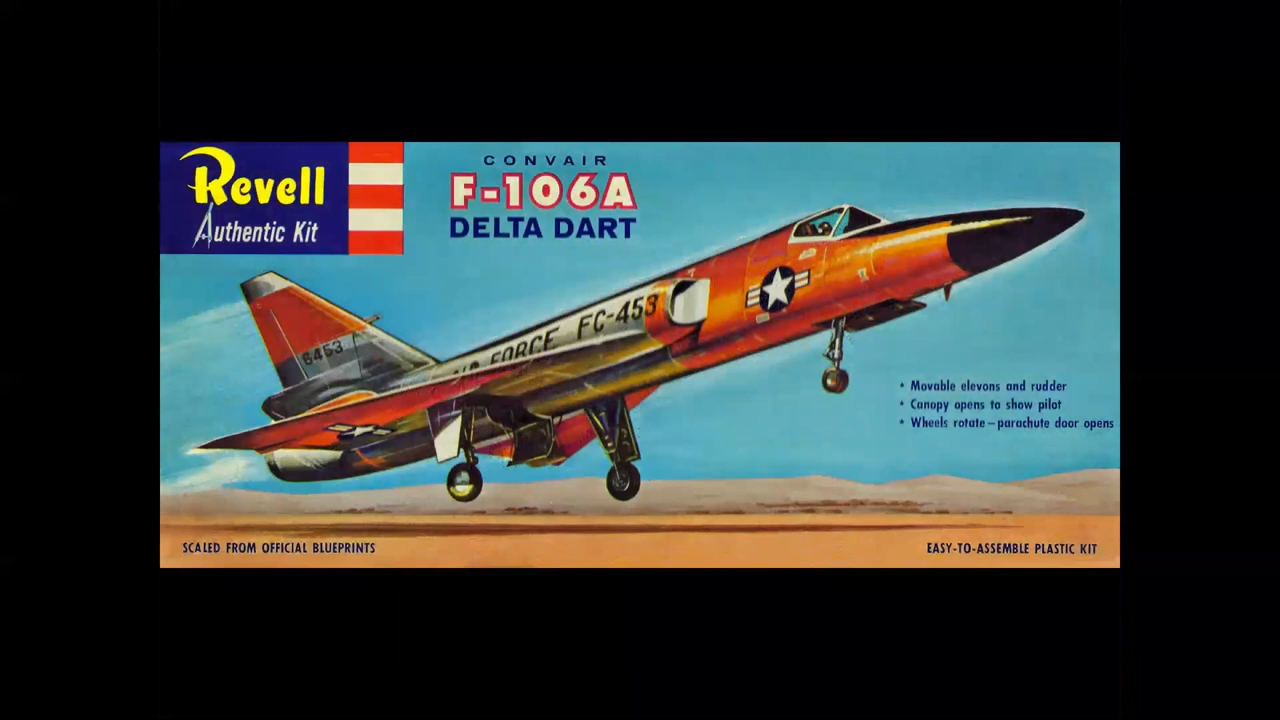 Revell
Authentic Kit
CONVAIR
F-106A
DELTA DART
FC-453
FORCE
6453
• Movable elevons and rudder
• Canopy opens to show pilot
• Wheels rotate – parachute door opens
SCALED FROM OFFICIAL BLUEPRINTS
EASY-TO-ASSEMBLE PLASTIC KIT